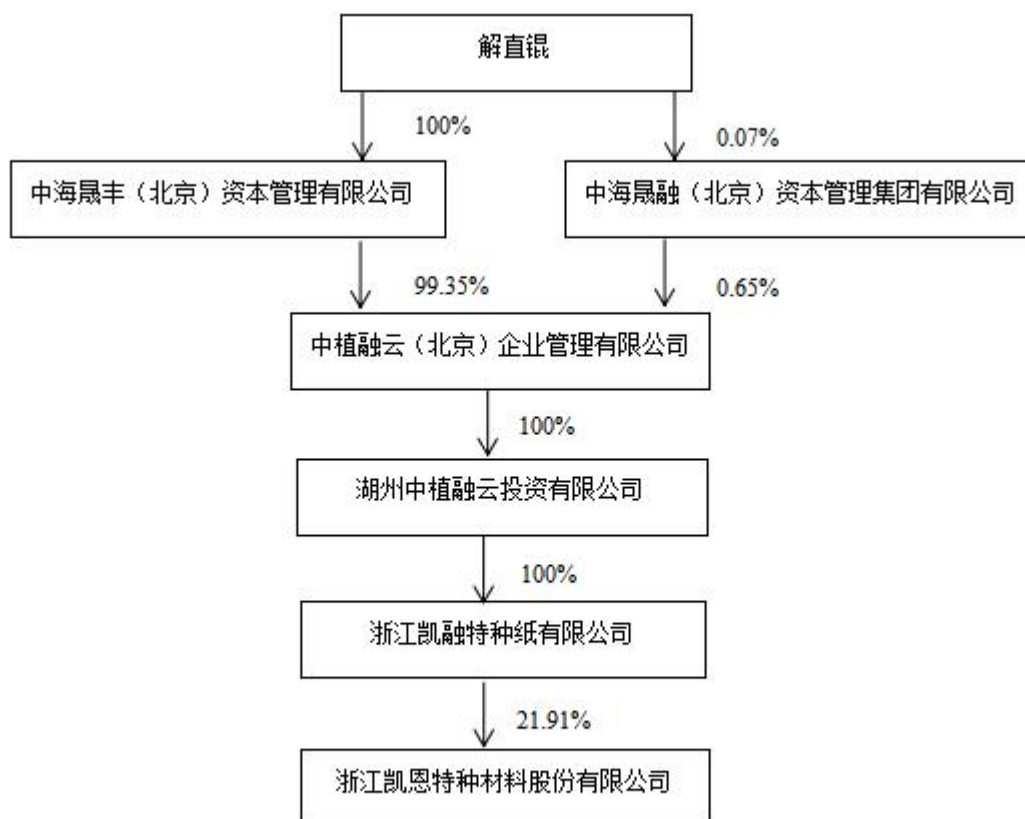 解直锟
100%
0.07%
中海晟丰（北京）资本管理有限公司
中海晟融（北京）资本管理集团有限公司
99.35%
0.65%
中植融云（北京）企业管理有限公司
100%
湖州中植融云投资有限公司
100%
浙江凯融特种纸有限公司
21.91%
浙江凯恩特种材料股份有限公司